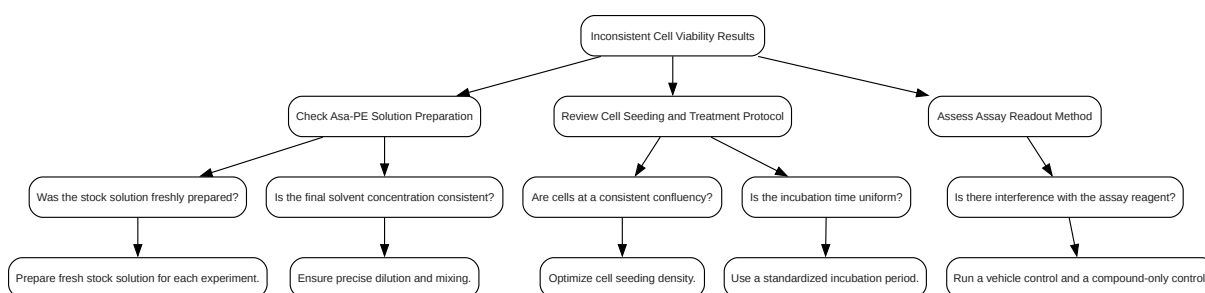 Inconsistent Cell Viability Results
Check Asa-PE Solution Preparation
Review Cell Seeding and Treatment Protocol
Assess Assay Readout Method
Was the stock solution freshly prepared?
Is the final solvent concentration consistent?
Are cells at a consistent confluency?
Is the incubation time uniform?
Is there interference with the assay reagent?
Prepare fresh stock solution for each experiment.
Ensure precise dilution and mixing.
Optimize cell seeding density.
Use a standardized incubation period.
Run a vehicle control and a compound-only control